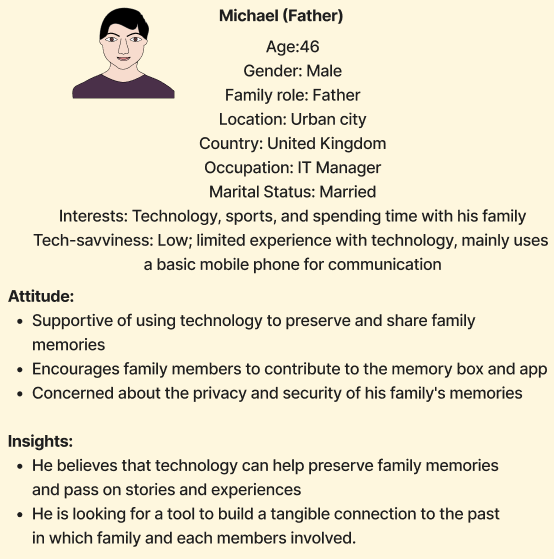 Michael (Father)
Age:46
Gender: Male
Family role: Father
Location: Urban city
Country: United Kingdom
Occupation: IT Manager
Marital Status: Married
Interests: Technology, sports, and spending time with his family
Tech-savviness: Low; limited experience with technology, mainly uses
a basic mobile phone for communication
Attitude:
• Supportive of using technology to preserve and share family
memories
• Encourages family members to contribute to the memory box and app
• Concerned about the privacy and security of his family's memories
Insights:
• He believes that technology can help preserve family memories
and pass on stories and experiences
• He is looking for a tool to build a tangible connection to the past
in which family and each members involved.